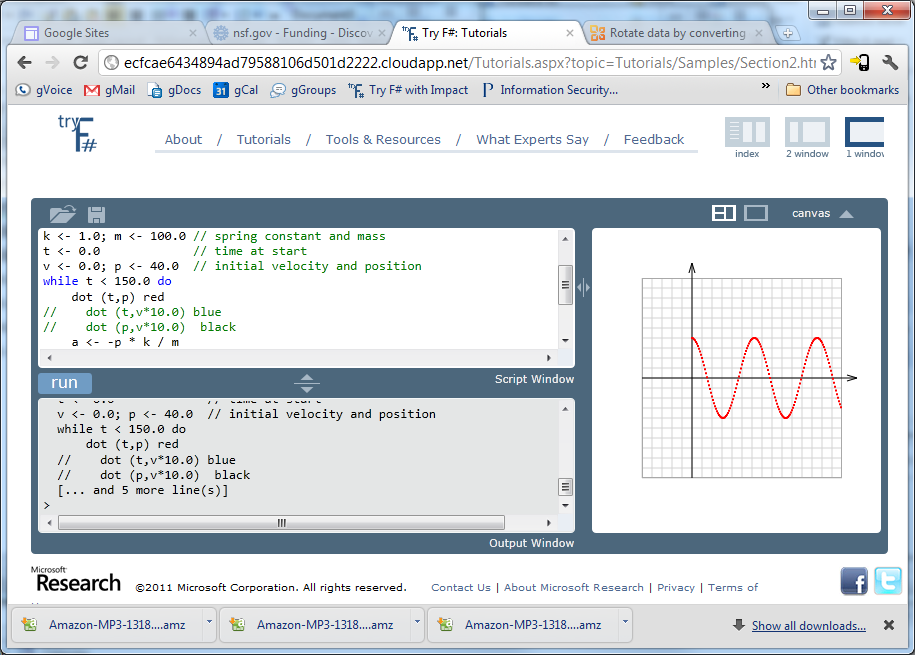 Google Sites
nsf.gov - Funding - Discov
Try F#: Tutorials
Rotate data by converting
ecfcae6434894ad79588106d501d2222.cloudapp.net/Tutorials.aspx?topic=Tutorials/Samples/Section2.htm
gVoice
gMail
gDocs
31 gCal
gGroups
Try F# with Impact
Information Security...
»
Other bookmarks
try F#
About / Tutorials / Tools & Resources / What Experts Say / Feedback
index
2 window
1 window
canvas
k <- 1.0; m <- 100.0 // spring constant and mass
t <- 0.0 // time at start
v <- 0.0; p <- 40.0 // initial velocity and position
while t < 150.0 do
dot (t,p) red
// dot (t,v*10.0) blue
// dot (p,v*10.0) black
a <- -p * k / m
run
Script Window
t <- 0.0 // time at start
v <- 0.0; p <- 40.0 // initial velocity and position
while t < 150.0 do
dot (t,p) red
// dot (t,v*10.0) blue
// dot (p,v*10.0) black
[... and 5 more line(s)]
>
Output Window
Microsoft
Research
©2011 Microsoft Corporation. All rights reserved.
Contact Us | About Microsoft Research | Privacy | Terms of
Amazon-MP3-1318....amz
Amazon-MP3-1318....amz
Amazon-MP3-1318....amz
Show all downloads...